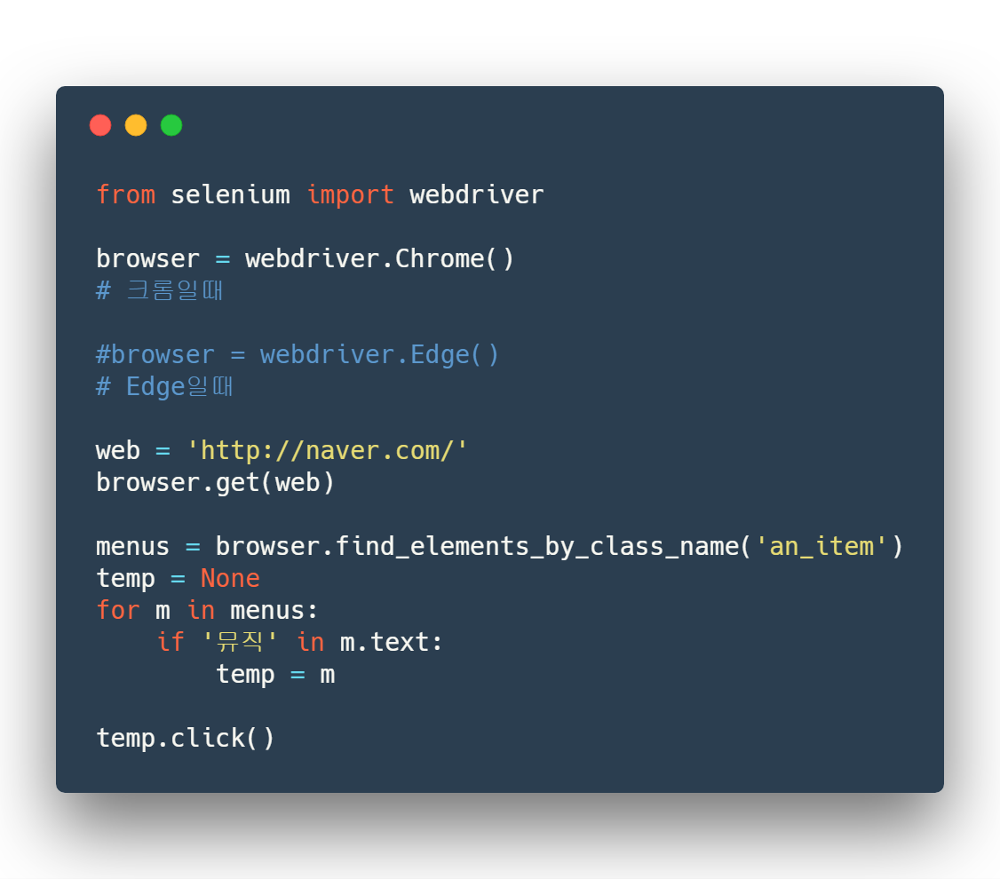 from selenium import webdriver

browser = webdriver.Chrome()
# 크롬일때

#browser = webdriver.Edge()
# Edge일때

web = 'http://naver.com/'
browser.get(web)

menus = browser.find_elements_by_class_name('an_item')
temp = None
for m in menus:
    if '뮤직' in m.text:
        temp = m

temp.click()